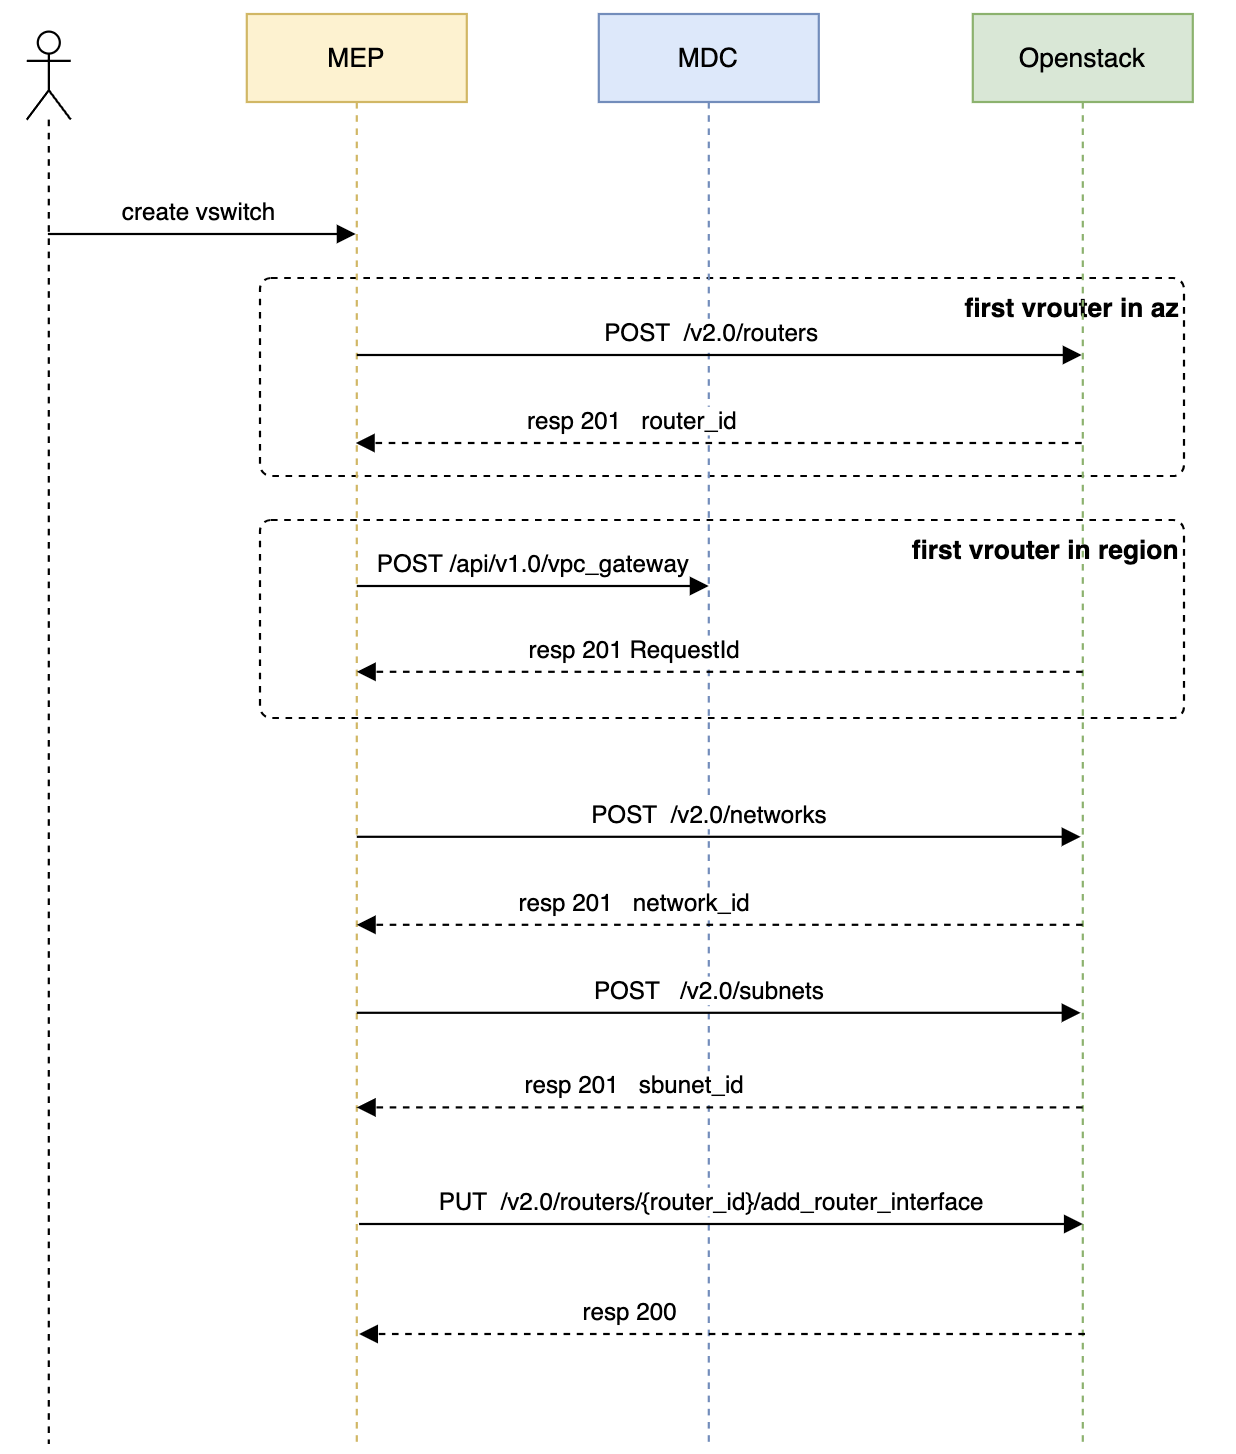 MEP
MDC
Openstack
create vswitch
first vrouter in az
POST /v2.0/routers
resp 201 router_id
first vrouter in region
POST /api/v1.0/vpc_gateway
resp 201 RequestId
POST /v2.0/networks
resp 201 network_id
POST /v2.0/subnets
resp 201 sbunet_id
PUT /v2.0/routers/{router_id}/add_router_interface
resp 200